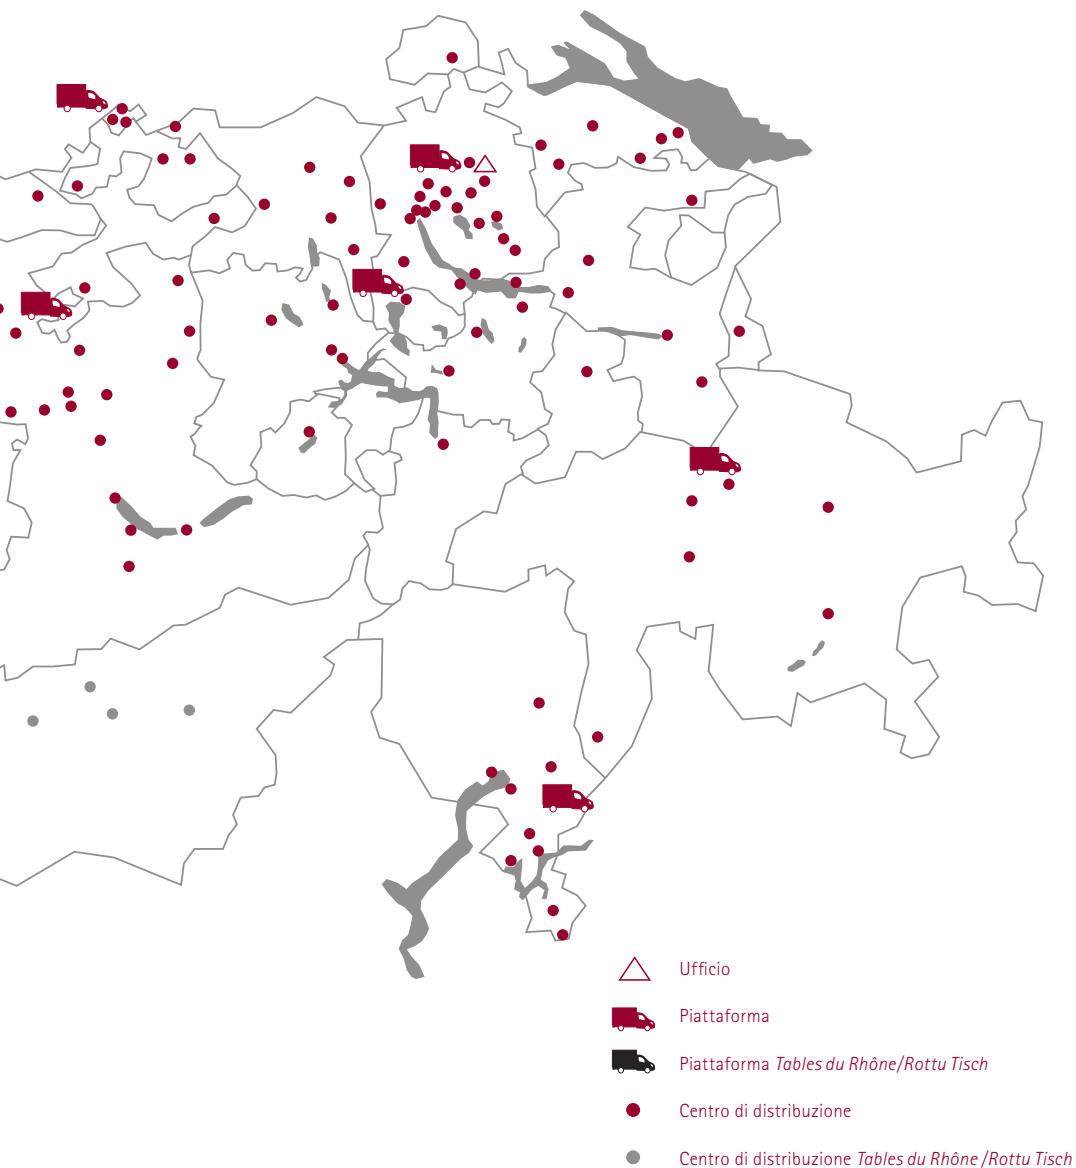 Ufficio
Piattaforma
Piattaforma Tables du Rhône/Rottu Tisch
Centro di distribuzione
Centro di distribuzione Tables du Rhône /Rottu Tisch